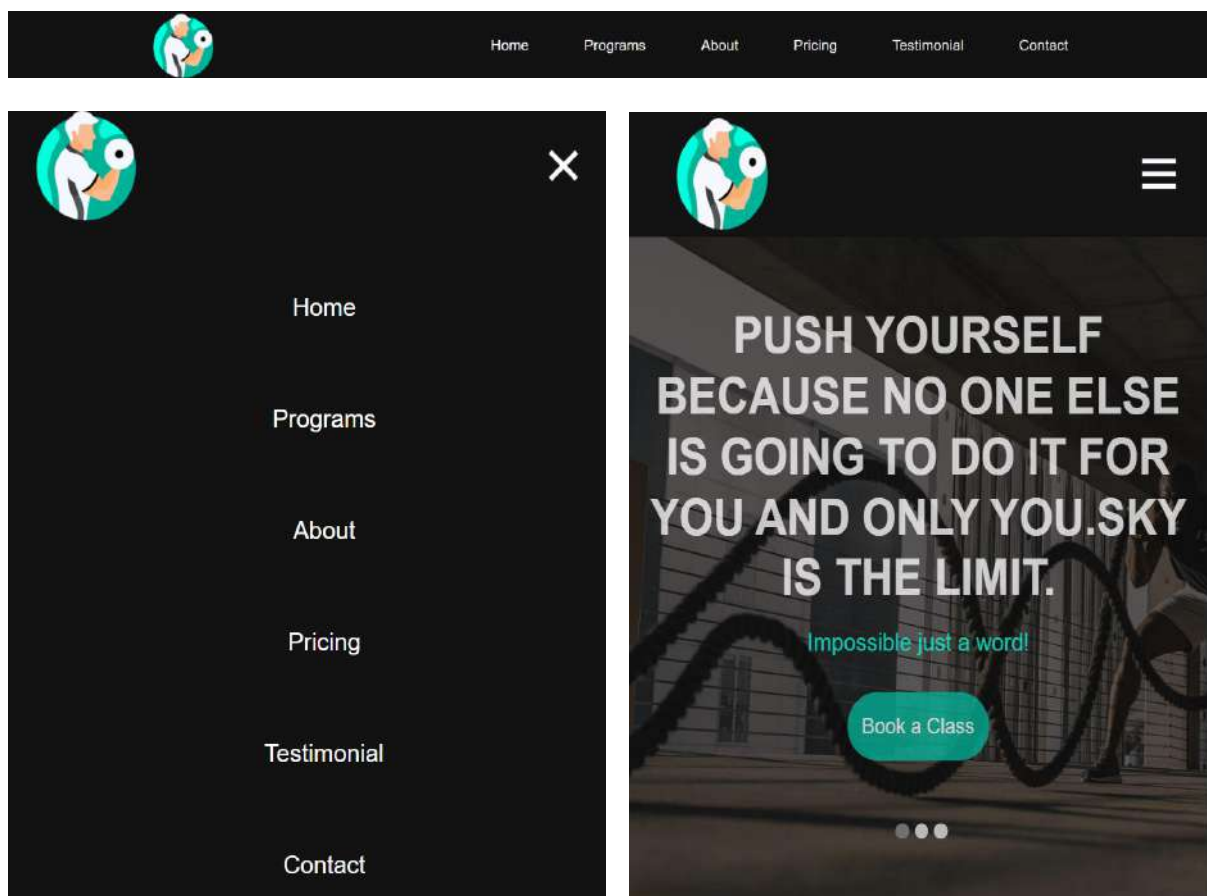 Home Programs About Pricing Testimonial Contact
Home
Programs
About
Pricing
Testimonial
Contact
PUSH YOURSELF
BECAUSE NO ONE ELSE
IS GOING TO DO IT FOR
YOU AND ONLY YOU.SKY
IS THE LIMIT.
Impossible just a word!
Book a Class